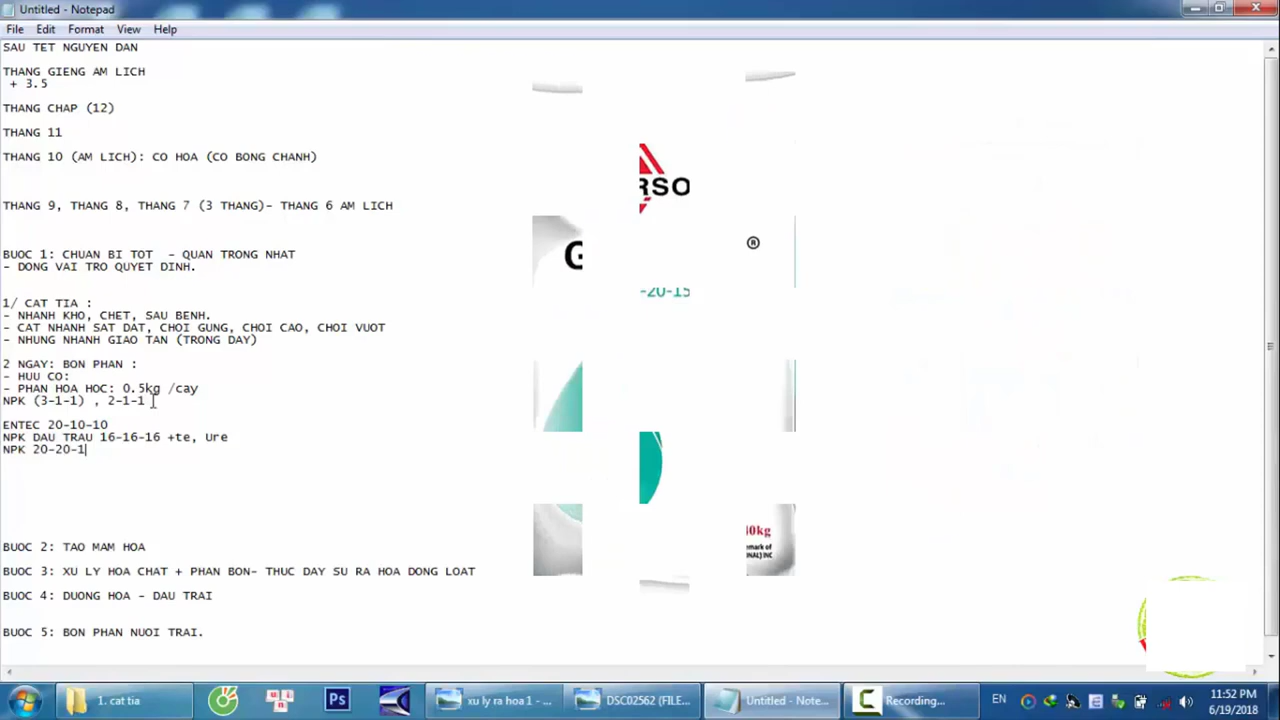 Untitled - Notepad
File Edit Format View Help
SAU TET NGUYEN DAN
THANG GIENG AM LICH
+ 3.5
THANG CHAP (12)
THANG 11
THANG 10 (AM LICH): CO HOA (CO BONG CHANH)
THANG 9, THANG 8, THANG 7 (3 THANG)- THANG 6 AM LICH
BUOC 1: CHUAN BI TOT - QUAN TRONG NHAT
- DONG VAI TRO QUYET DINH.
1/ CAT TIA :
- NHANH KHO, CHET, SAU BENH.
- CAT NHANH SAT DAT, CHOI GUNG, CHOI CAO, CHOI VUOT
- NHUNG NHANH GIAO TAN (TRONG DAY)
2 NGAY: BON PHAN :
- HUU CO:
- PHAN HOA HOC: 0.5kg /cay
NPK (3-1-1) , 2-1-1
ENTEC 20-10-10
NPK DAU TRAU 16-16-16 +te, Ure
NPK 20-20-1
BUOC 2: TAO MAM HOA
BUOC 3: XU LY HOA CHAT + PHAN BON- THUC DAY SU RA HOA DONG LOAT
BUOC 4: DUONG HOA - DAU TRAI
BUOC 5: BON PHAN NUOI TRAI.
RSO
G ®
-20-15
40kg
emark of
ONAL] INC
1. cat tia
Ps
xu ly ra hoa 1 - ...
DSC02562 (FILE...
Untitled - Note...
Recording...
EN
11:52 PM
6/19/2018